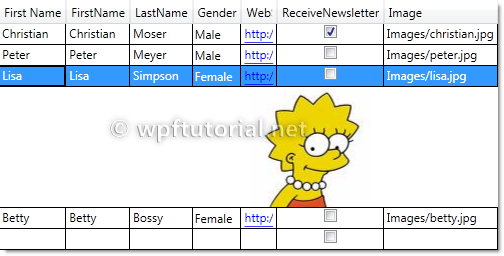 First Name FirstName LastName Gender Web ReceiveNewsletter Image
Christian Christian Moser Male http:/ Images/christian.jpg
Peter Peter Meyer Male http:/ Images/peter.jpg
Lisa Lisa Simpson Female http:/ Images/lisa.jpg
© wpftutorial.net
Betty Betty Bossy Female http:/ Images/betty.jpg